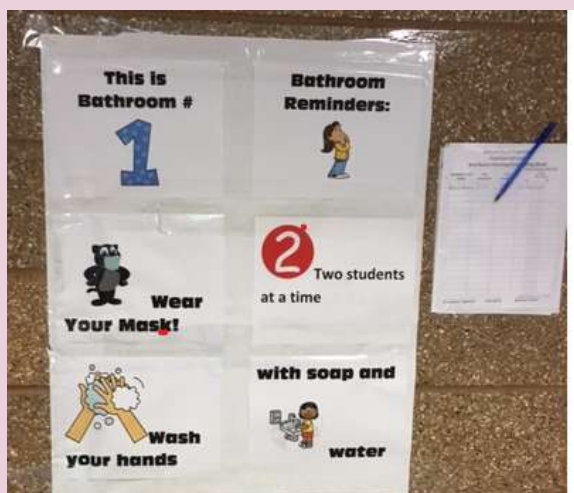 This is
Bathroom #
1
Bathroom
Reminders:
Wear
Your Mask!
2 Two students
at a time
Wash
your hands
with soap and
water